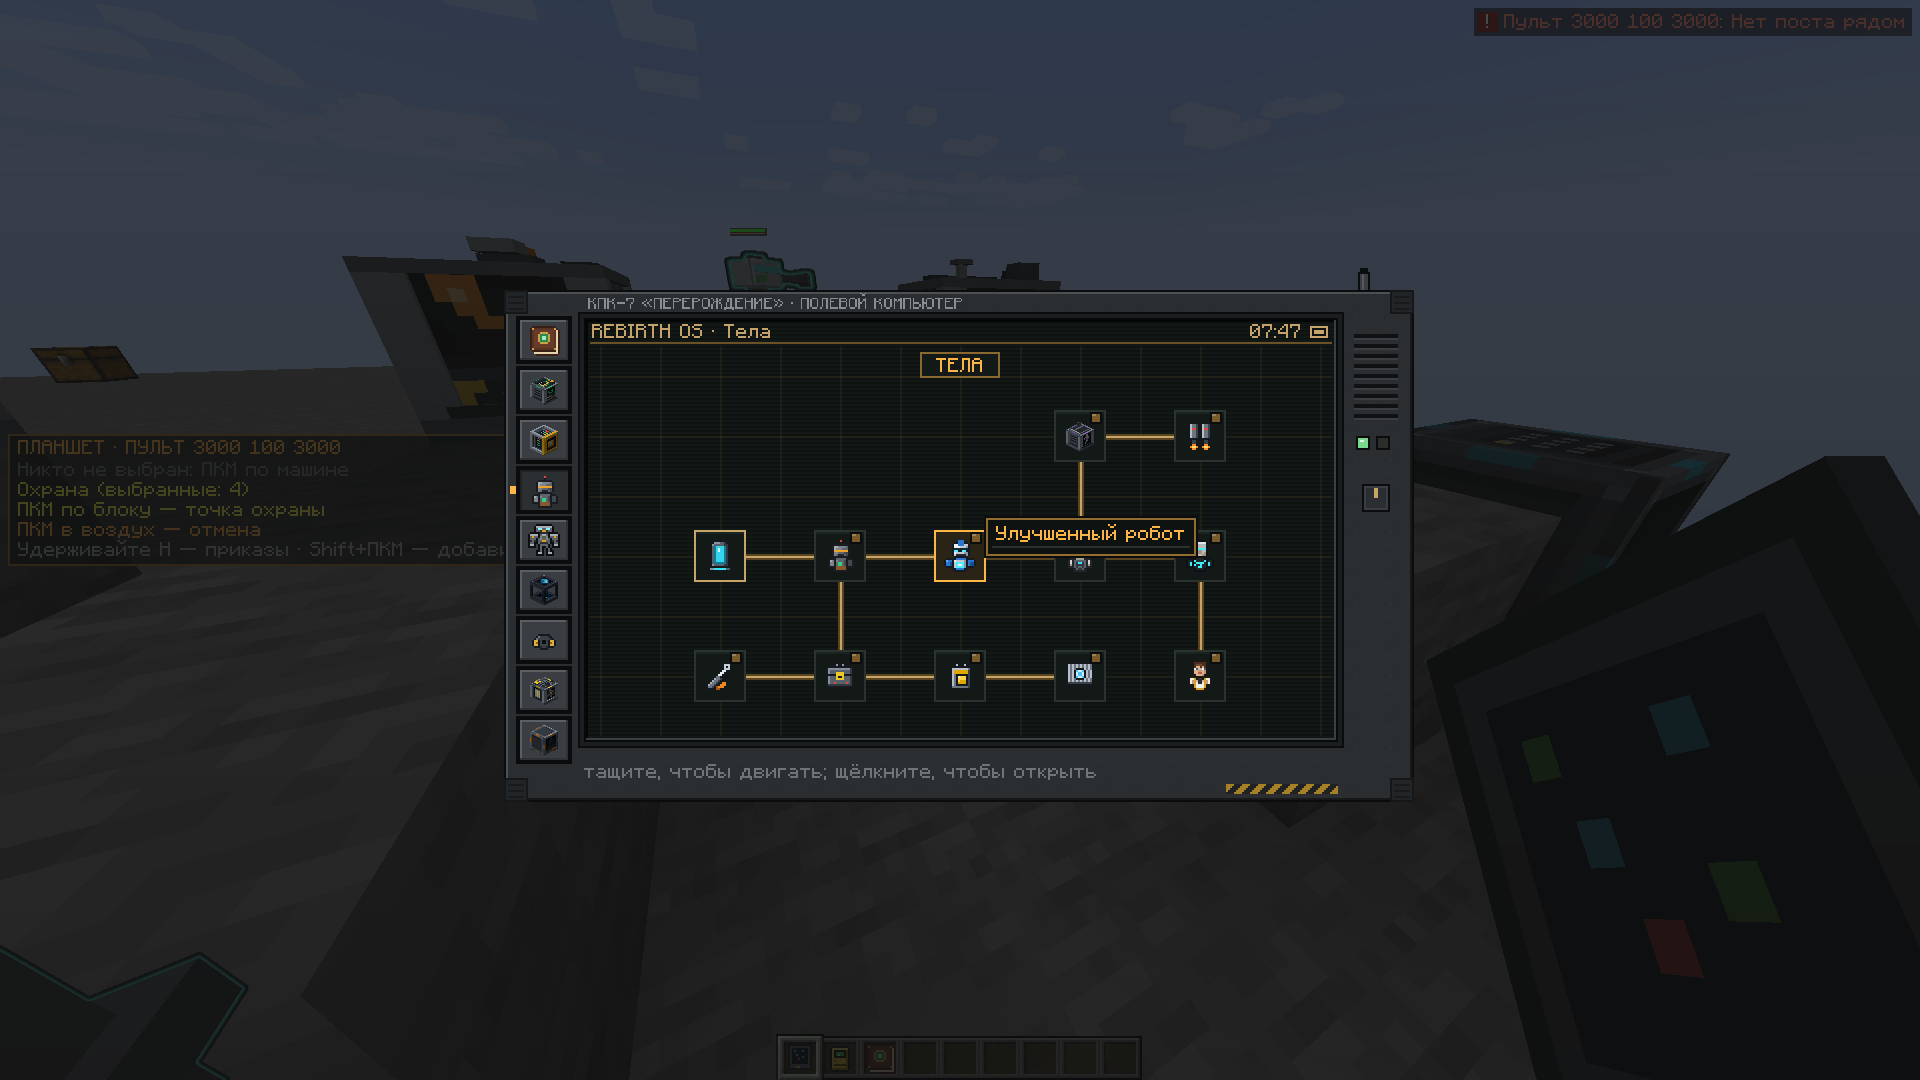 ! Пульт 3000 100 3000: Нет поста рядом
КПК-7 «ПЕРЕРОЖДЕНИЕ» · ПОЛЕВОЙ КОМПЬЮТЕР
REBIRTH OS · Тела
07:47
ТЕЛА
ПЛАНШЕТ · ПУЛЬТ 3000 100 3000
Никто не выбран: ПКМ по машине
Охрана (выбранные: 4)
ПКМ по блоку — точка охраны
ПКМ в воздух — отмена
Удерживайте H — приказы · Shift+ПКМ — добави
Улучшенный робот
тащите, чтобы двигать; щёлкните, чтобы открыть